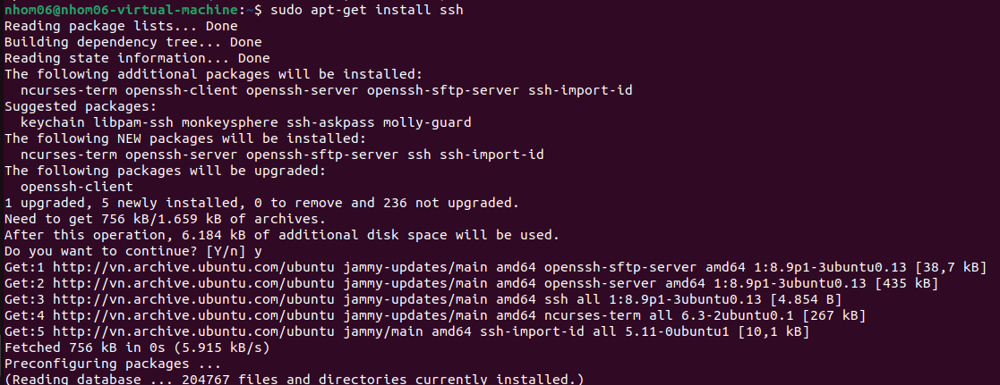 nhom06@nhom06-virtual-machine:~$ sudo apt-get install ssh
Reading package lists... Done
Building dependency tree... Done
Reading state information... Done
The following additional packages will be installed:
  ncurses-term openssh-client openssh-server openssh-sftp-server ssh-import-id
Suggested packages:
  keychain libpam-ssh monkeysphere ssh-askpass molly-guard
The following NEW packages will be installed:
  ncurses-term openssh-server openssh-sftp-server ssh ssh-import-id
The following packages will be upgraded:
  openssh-client
1 upgraded, 5 newly installed, 0 to remove and 236 not upgraded.
Need to get 756 kB/1.659 kB of archives.
After this operation, 6.184 kB of additional disk space will be used.
Do you want to continue? [Y/n] y
Get:1 http://vn.archive.ubuntu.com/ubuntu jammy-updates/main amd64 openssh-sftp-server amd64 1:8.9p1-3ubuntu0.13 [38,7 kB]
Get:2 http://vn.archive.ubuntu.com/ubuntu jammy-updates/main amd64 openssh-server amd64 1:8.9p1-3ubuntu0.13 [435 kB]
Get:3 http://vn.archive.ubuntu.com/ubuntu jammy-updates/main amd64 ssh all 1:8.9p1-3ubuntu0.13 [4.854 B]
Get:4 http://vn.archive.ubuntu.com/ubuntu jammy-updates/main amd64 ncurses-term all 6.3-2ubuntu0.1 [267 kB]
Get:5 http://vn.archive.ubuntu.com/ubuntu jammy/main amd64 ssh-import-id all 5.11-0ubuntu1 [10,1 kB]
Fetched 756 kB in 0s (5.915 kB/s)
Preconfiguring packages ...
(Reading database ... 204767 files and directories currently installed.)